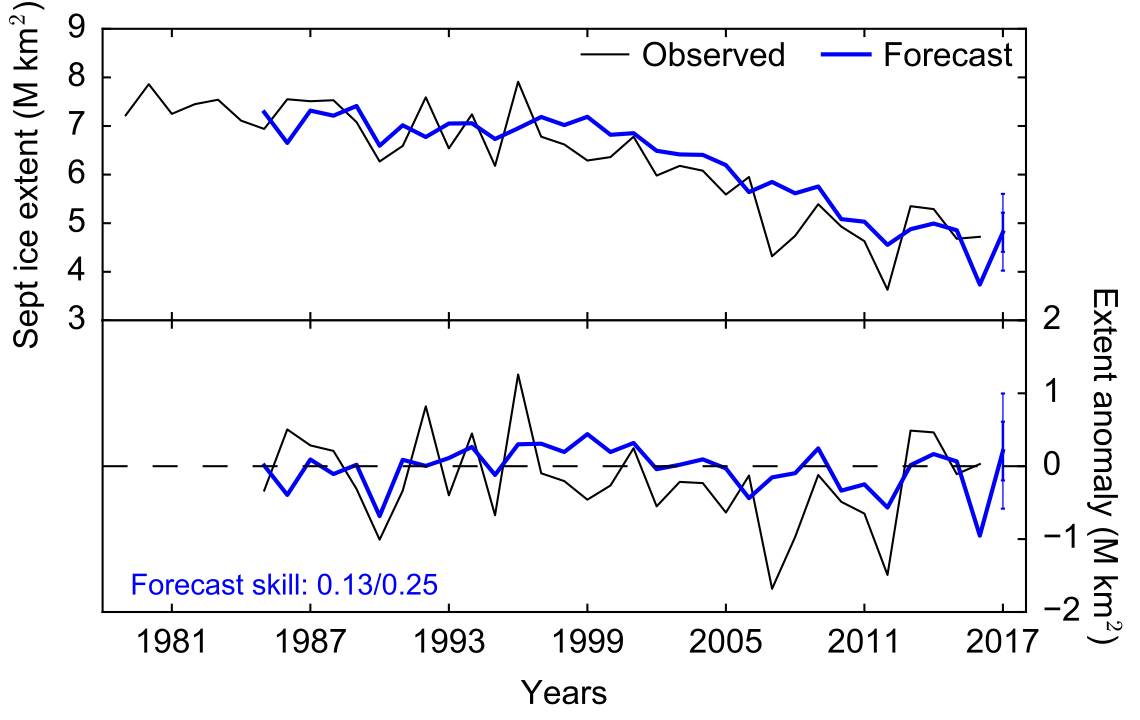 Sept ice extent (M km²)
9
8
7
6
5
4
3
Observed
Forecast
2
1
0
−1
−2
Extent anomaly (M km²)
Forecast skill: 0.13/0.25
1981 1987 1993 1999 2005 2011 2017
Years